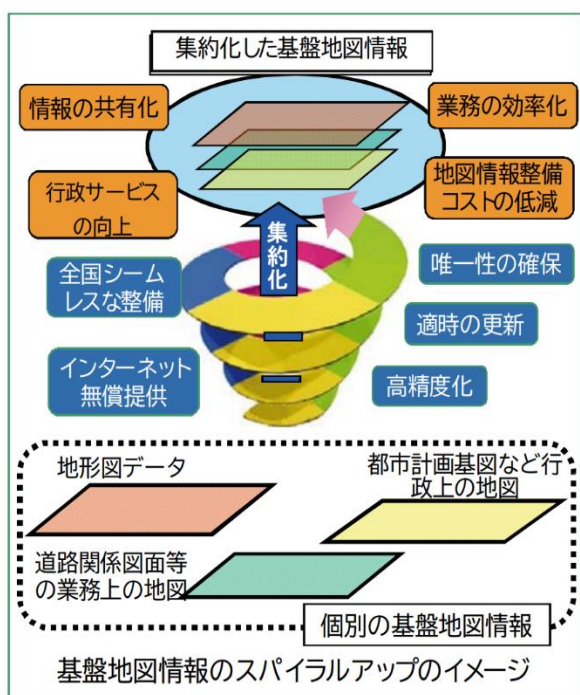 集約化した基盤地図情報
情報の共有化
業務の効率化
行政サービス
の向上
地図情報整備
コストの低減
集約化
全国シーム
レスな整備
唯一性の確保
適時の更新
インターネット
無償提供
高精度化
地形図データ
都市計画基図など行
政上の地図
道路関係図面等
の業務上の地図
個別の基盤地図情報
基盤地図情報のスパイラルアップのイメージ